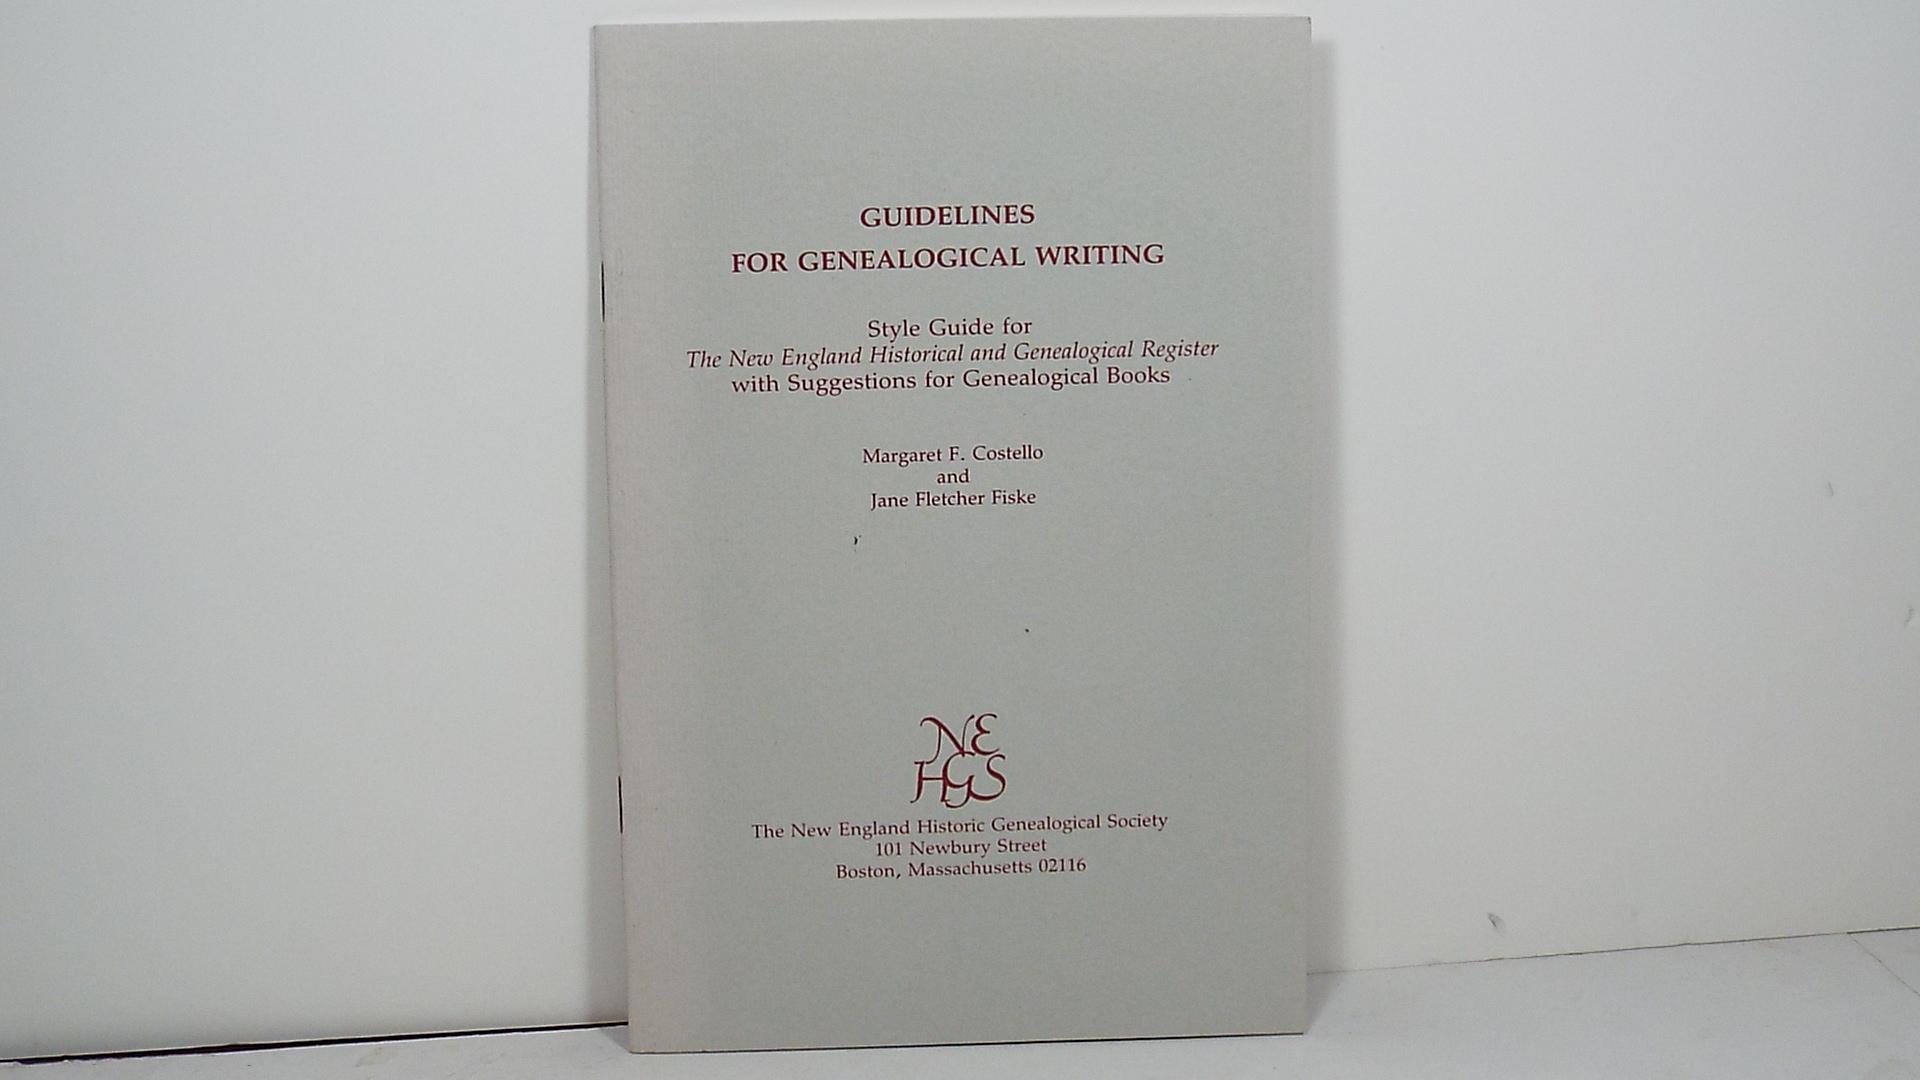 GUIDELINES
FOR GENEALOGICAL WRITING
Style Guide for
The New England Historical and Genealogical Register
with Suggestions for Genealogical Books
Margaret F. Costello
and
Jane Fletcher Fiske
NE
HGS
The New England Historic Genealogical Society
101 Newbury Street
Boston, Massachusetts 02116